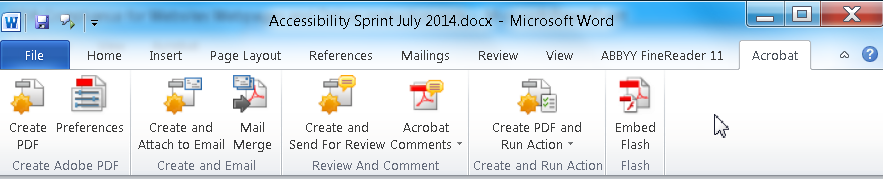 W Accessibility Sprint July 2014.docx - Microsoft Word
File Home Insert Page Layout References Mailings Review View ABBYY FineReader 11 Acrobat ?
Create PDF
Preferences
Create Adobe PDF
Create and Attach to Email
Mail Merge
Create and Email
Create and Send For Review
Acrobat Comments
Review And Comment
Create PDF and Run Action
Create and Run Action
Embed Flash
Flash